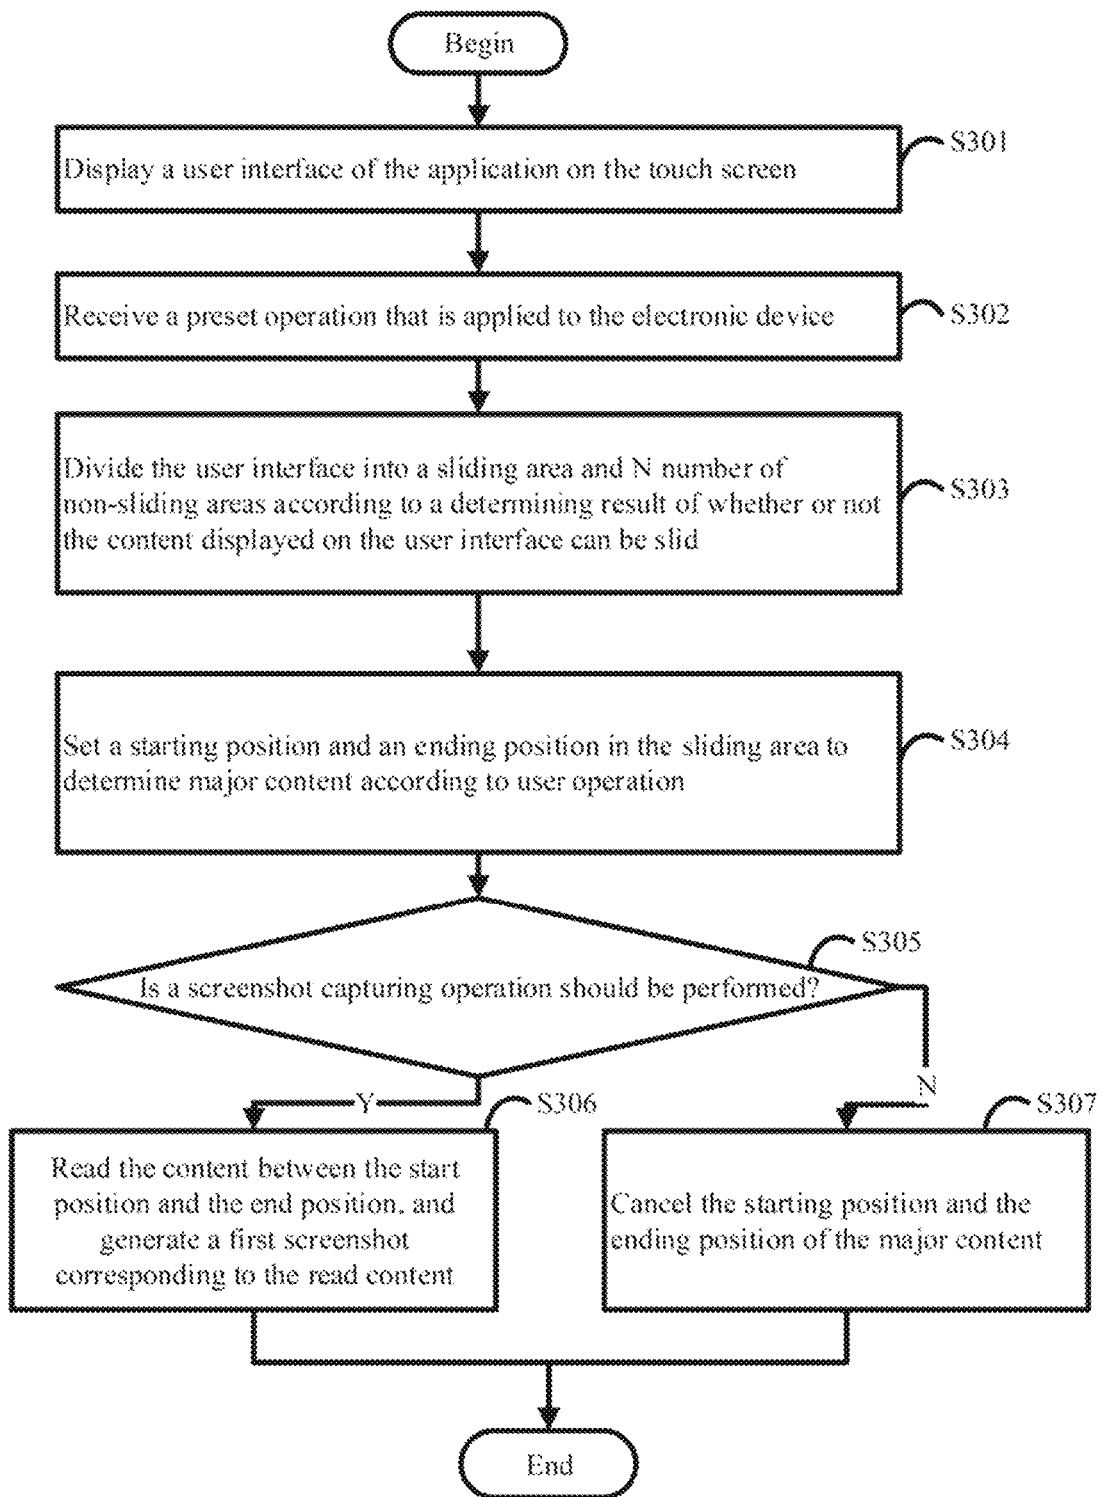 Begin
S301
Display a user interface of the application on the touch screen
Receive a preset operation that is applied to the electronic device
S302
Divide the user interface into a sliding area and N number of
non-sliding areas according to a determining result of whether or not
the content displayed on the user interface can be slid
S303
Set a starting position and an ending position in the sliding area to
determine major content according to user operation
S304
S305
Is a screenshot capturing operation should be performed?
Y
N
S306
Read the content between the start
position and the end position, and
generate a first screenshot
corresponding to the read content
S307
Cancel the starting position and the
ending position of the major content
End